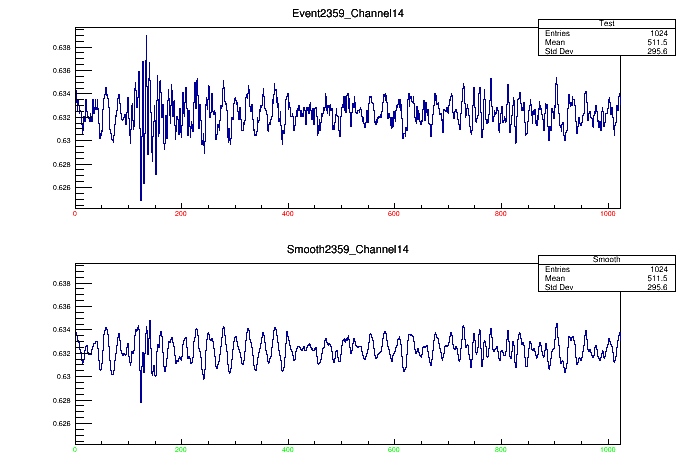 Event2359_Channel14
Test
Entries 1024
Mean 511.5
Std Dev 295.6
0.638
0.636
0.634
0.632
0.63
0.628
0.626
0 200 400 600 800 1000
Smooth2359_Channel14
Smooth
Entries 1024
Mean 511.5
Std Dev 295.6
0.638
0.636
0.634
0.632
0.63
0.628
0.626
0 200 400 600 800 1000